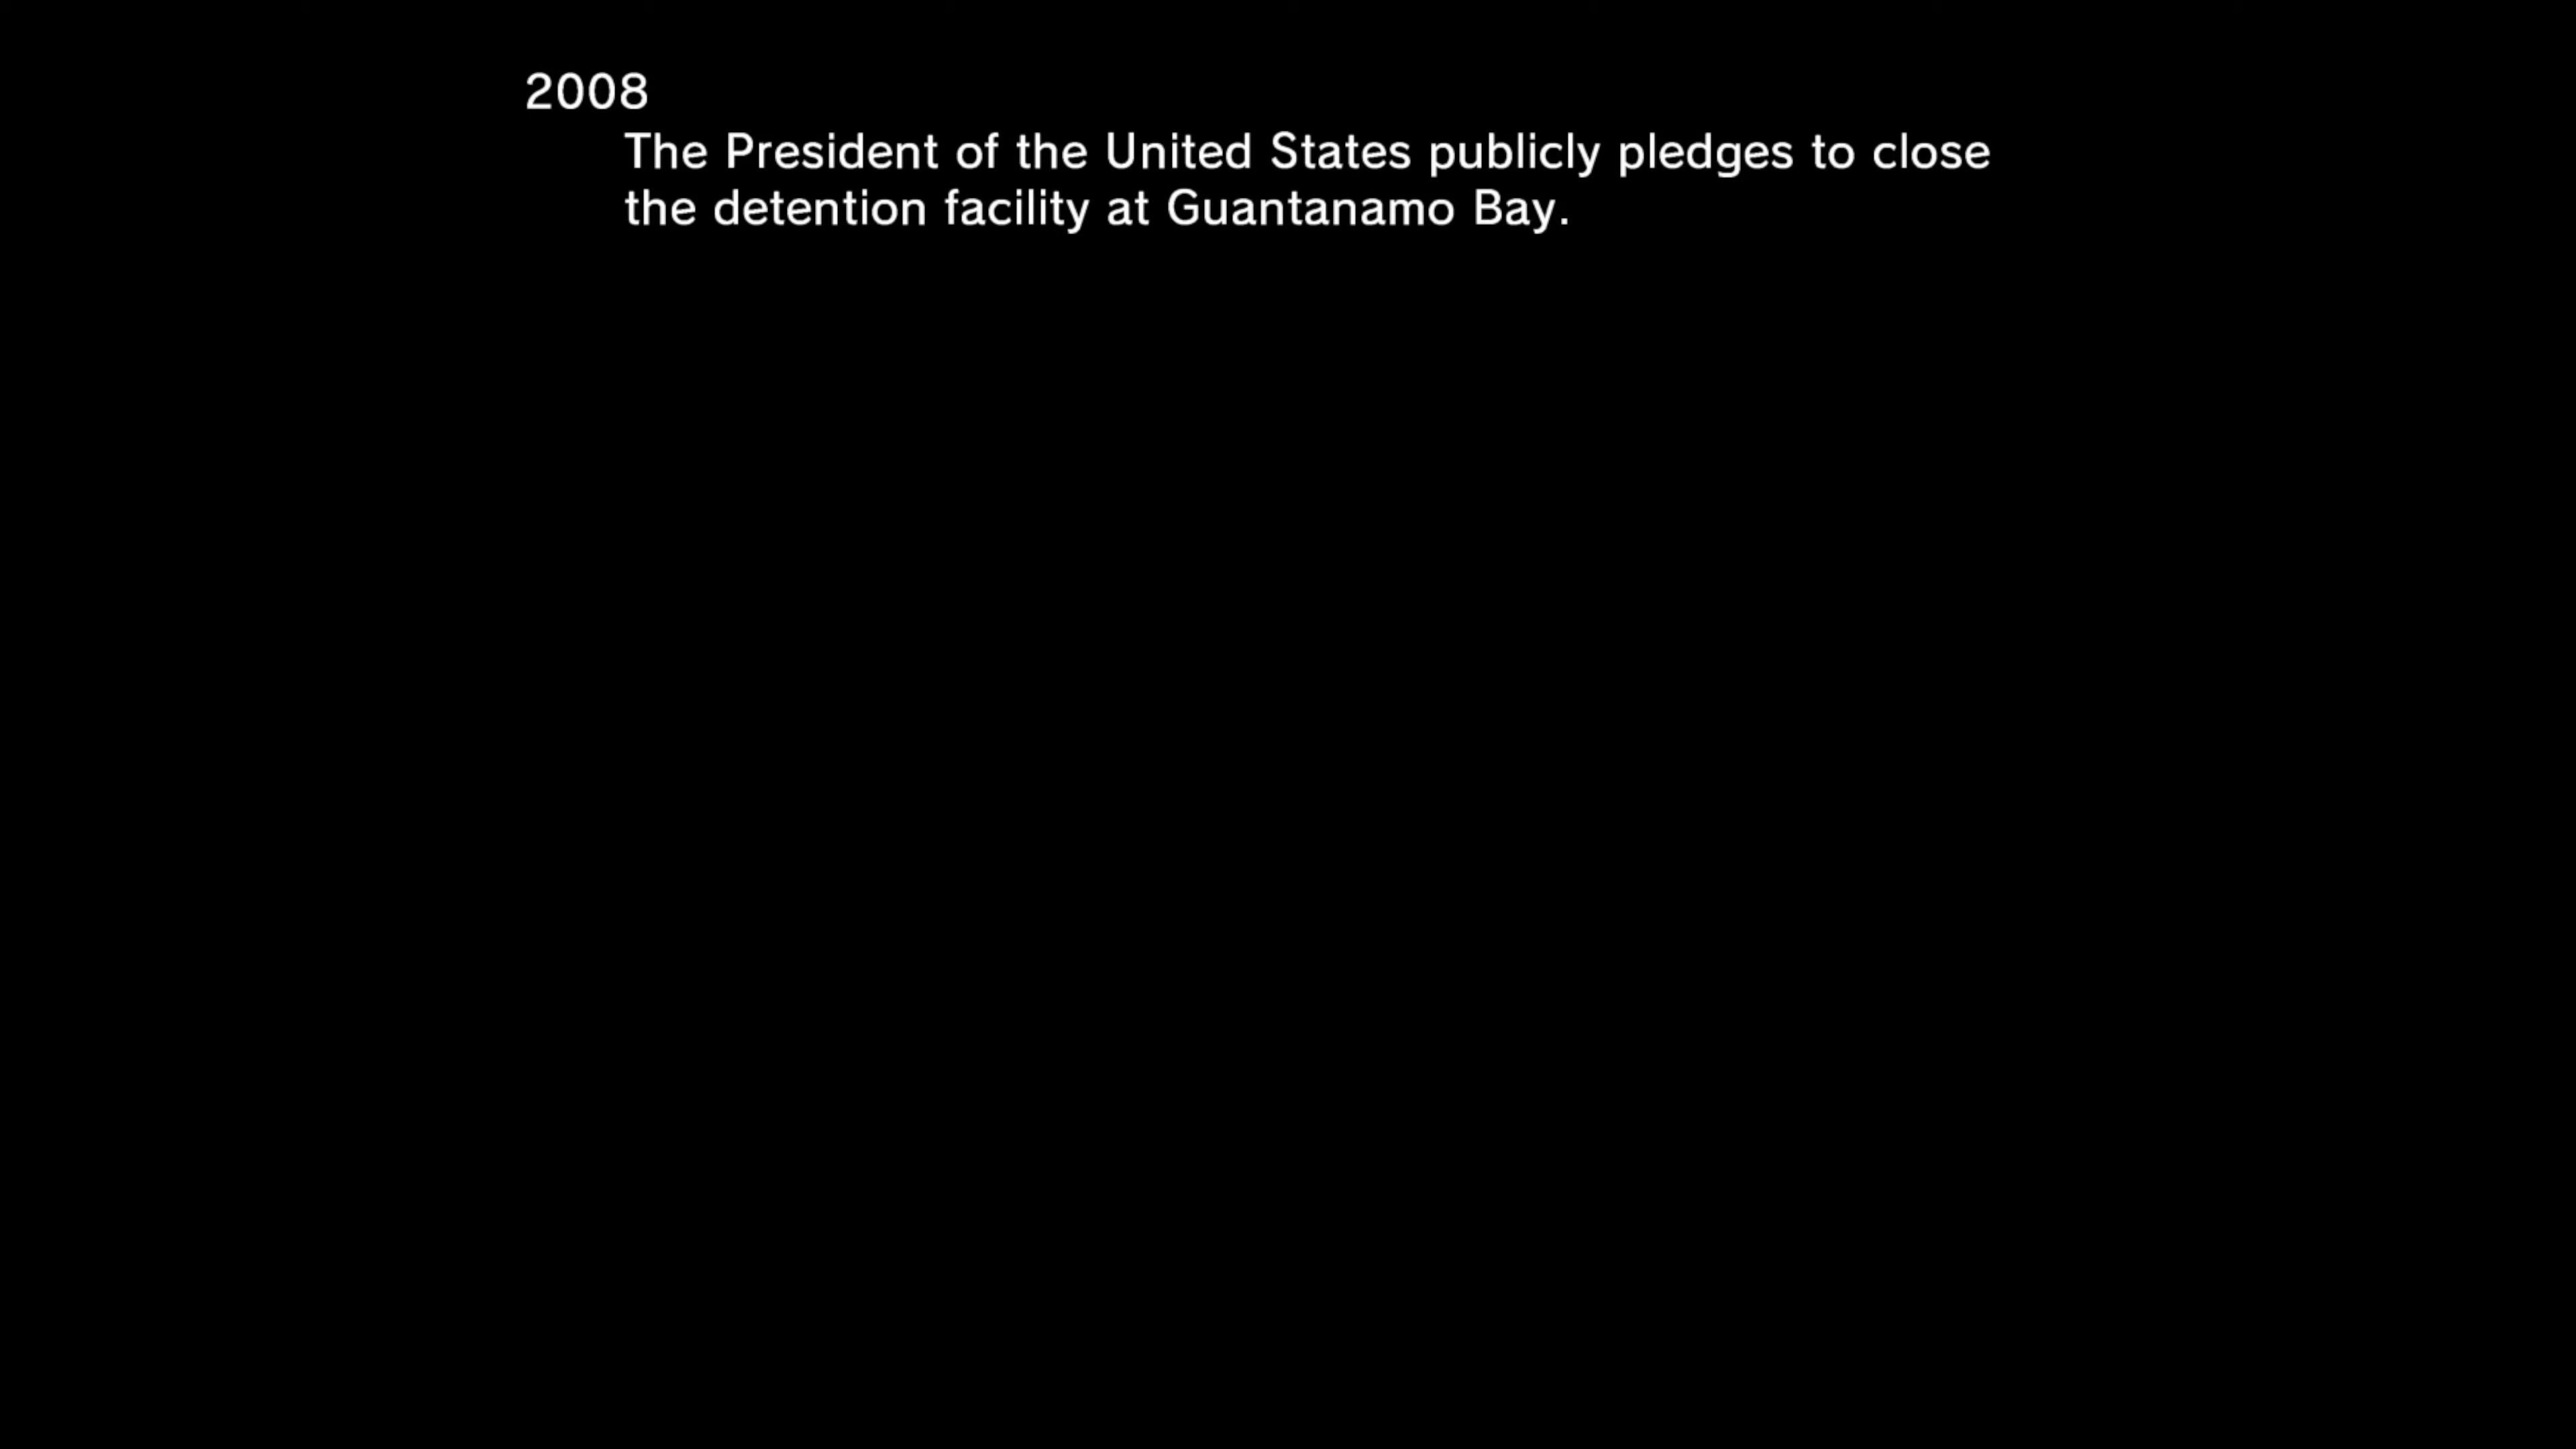 2008
The President of the United States publicly pledges to close
the detention facility at Guantanamo Bay.